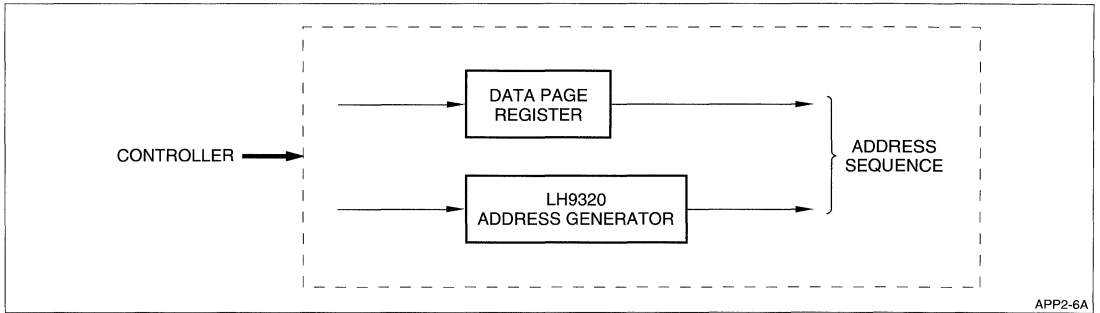 DATA PAGE
REGISTER
CONTROLLER
ADDRESS
SEQUENCE
LH9320
ADDRESS GENERATOR
APP2-6A